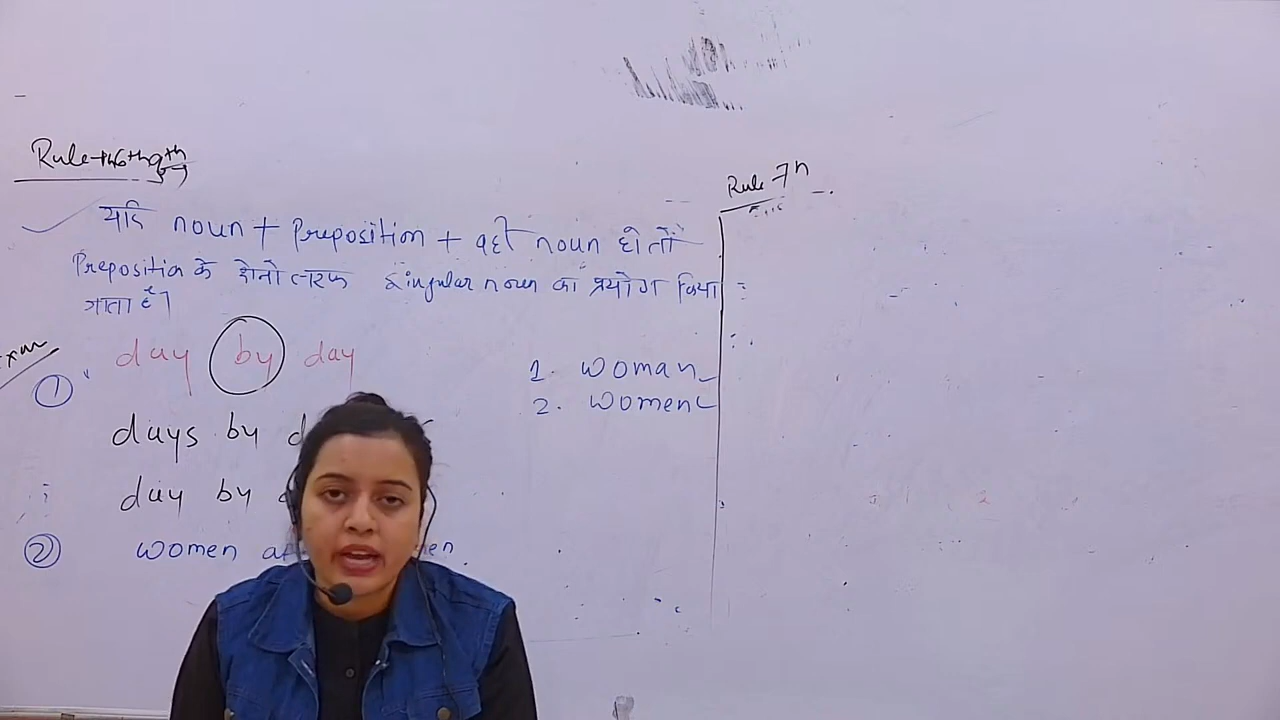 Rule
यदि noun + Preposition + वही noun हो तो
Preposition के दोनो तरफ Singular noun का प्रयोग किया
जाता है।
Exam
① day by day
days by
day by
② women
1. woman
2. women
Rule 7th